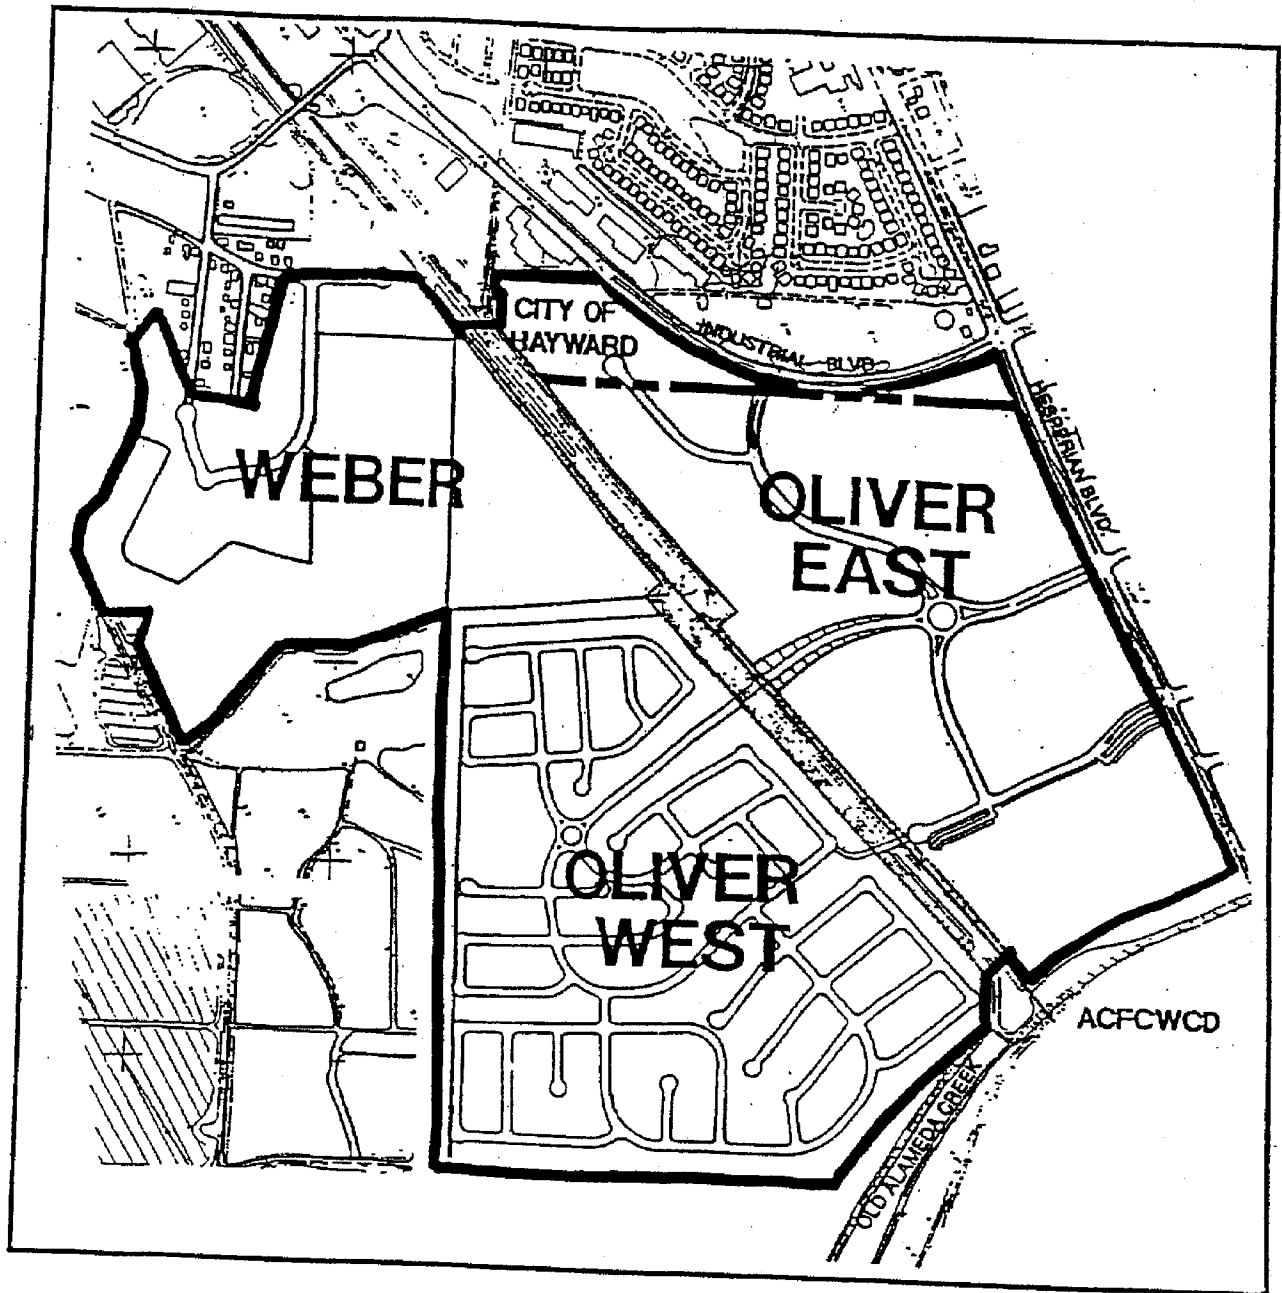 CITY OF
HAYWARD
INDUSTRIAL BLVD
HESPERIAN BLVD.
WEBER
OLIVER
EAST
OLIVER
WEST
ACFCWCD
OLD ALAMEDA CREEK